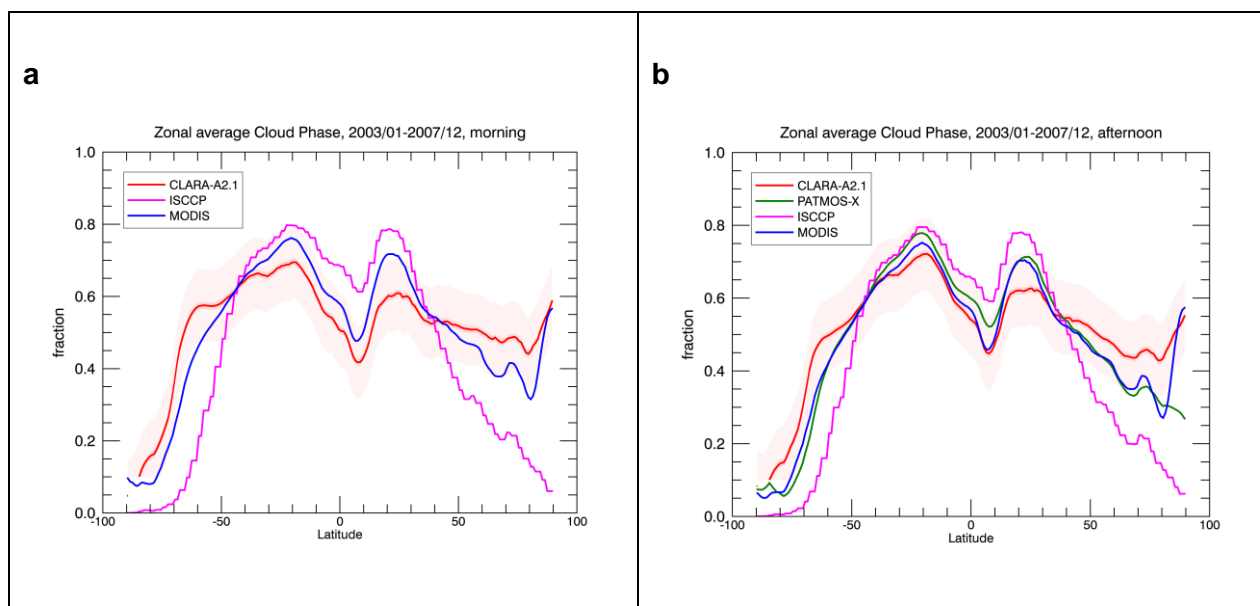 a
Zonal average Cloud Phase, 2003/01-2007/12, morning
1.0
0.8
0.6
0.4
0.2
0.0
fraction
CLARA-A2.1
ISCCP
MODIS
-100
-50
0
50
100
Latitude
b
Zonal average Cloud Phase, 2003/01-2007/12, afternoon
1.0
0.8
0.6
0.4
0.2
0.0
fraction
CLARA-A2.1
PATMOS-X
ISCCP
MODIS
-100
-50
0
50
100
Latitude